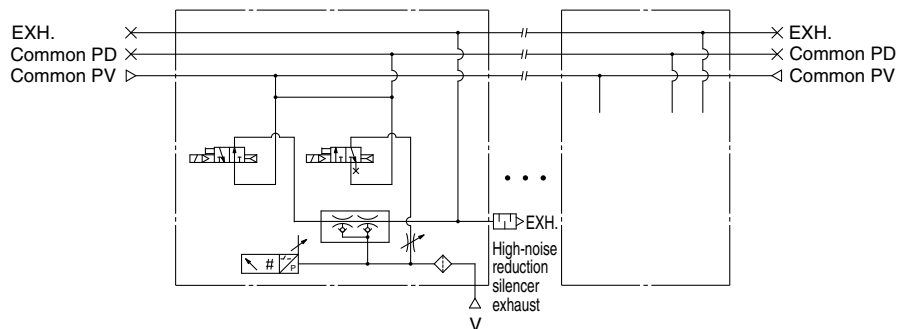 EXH.
EXH.
Common PD
Common PD
Common PV
Common PV
EXH.
High-noise
reduction
silencer
exhaust
#
P
V